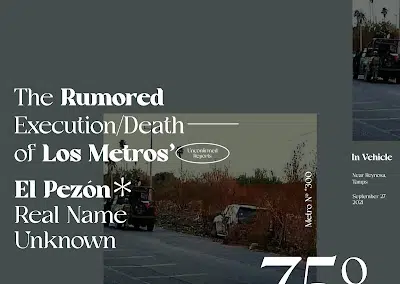 The Rumored
Execution/Death
of Los Metros'
Unconfirmed
Reports
El Pezón*
Real Name
Unknown
Metro Nº "300
In Vehicle
Near Reynosa,
Tamps
September 27
2021
75º